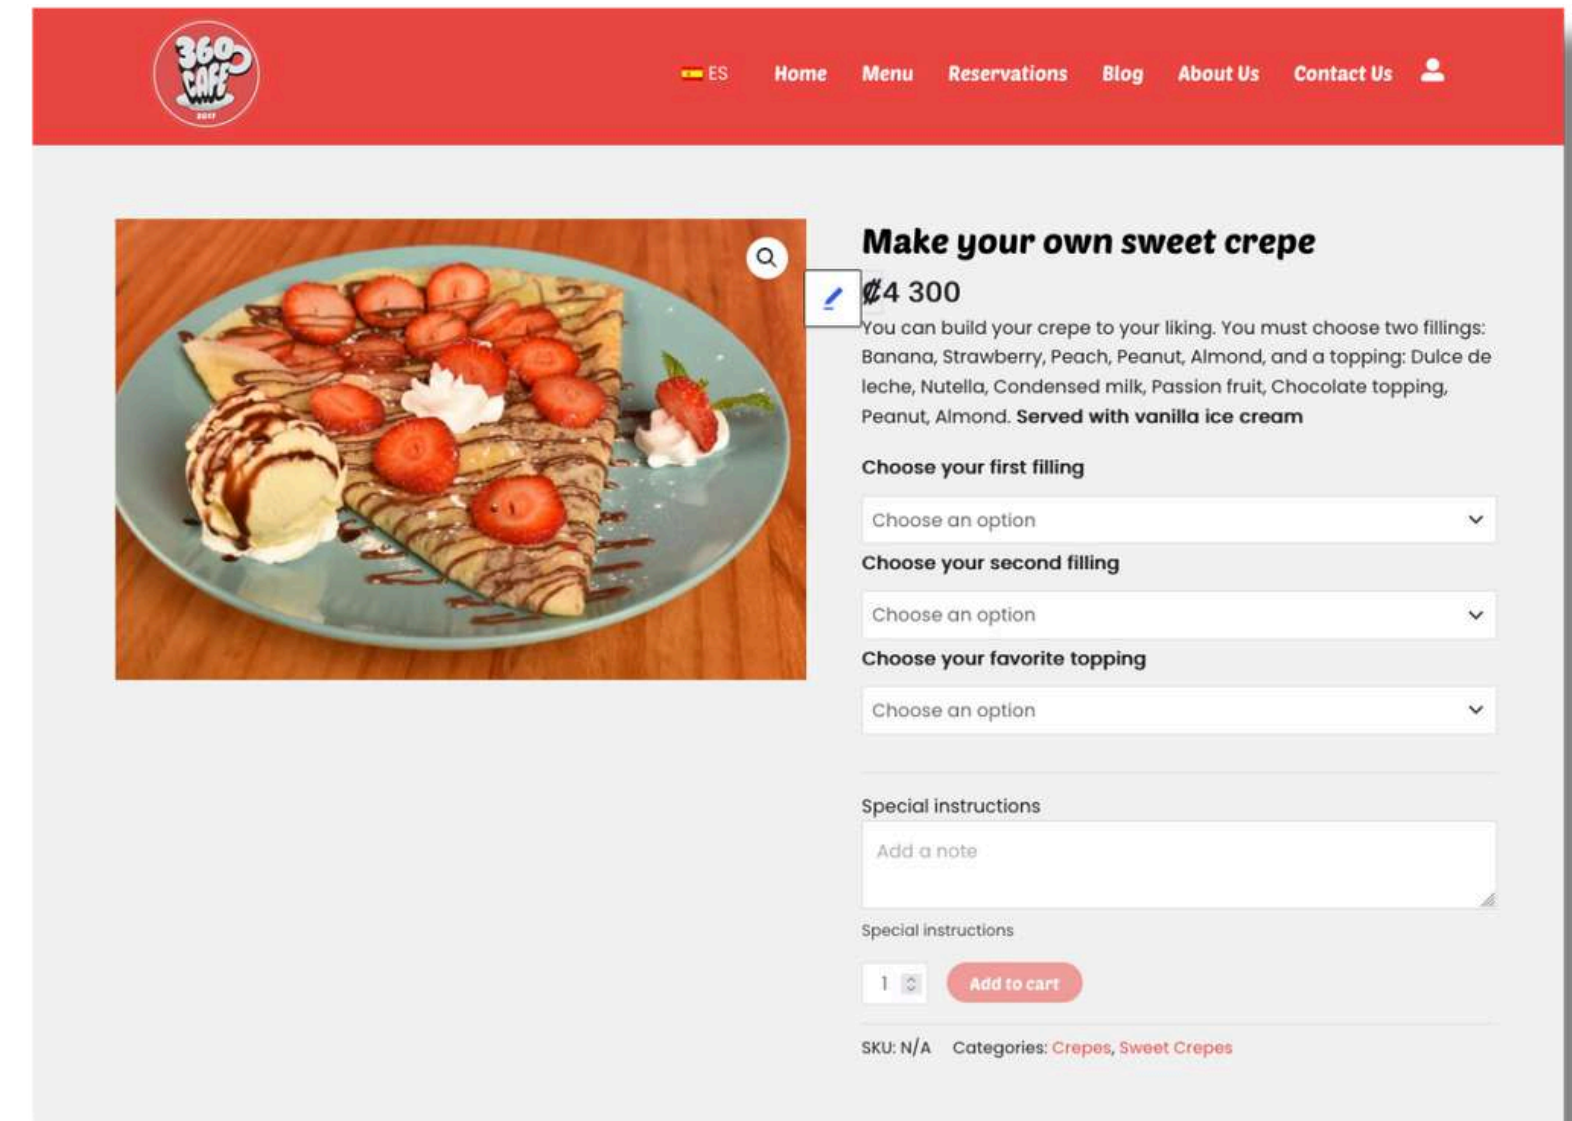 360
CAFE
2017
ES
Home
Menu
Reservations
Blog
About Us
Contact Us
Make your own sweet crepe
₡4 300
You can build your crepe to your liking. You must choose two fillings:
Banana, Strawberry, Peach, Peanut, Almond, and a topping: Dulce de
leche, Nutella, Condensed milk, Passion fruit, Chocolate topping,
Peanut, Almond. Served with vanilla ice cream
Choose your first filling
Choose an option
Choose your second filling
Choose an option
Choose your favorite topping
Choose an option
Special instructions
Add a note
Special instructions
1
Add to cart
SKU: N/A Categories: Crepes, Sweet Crepes